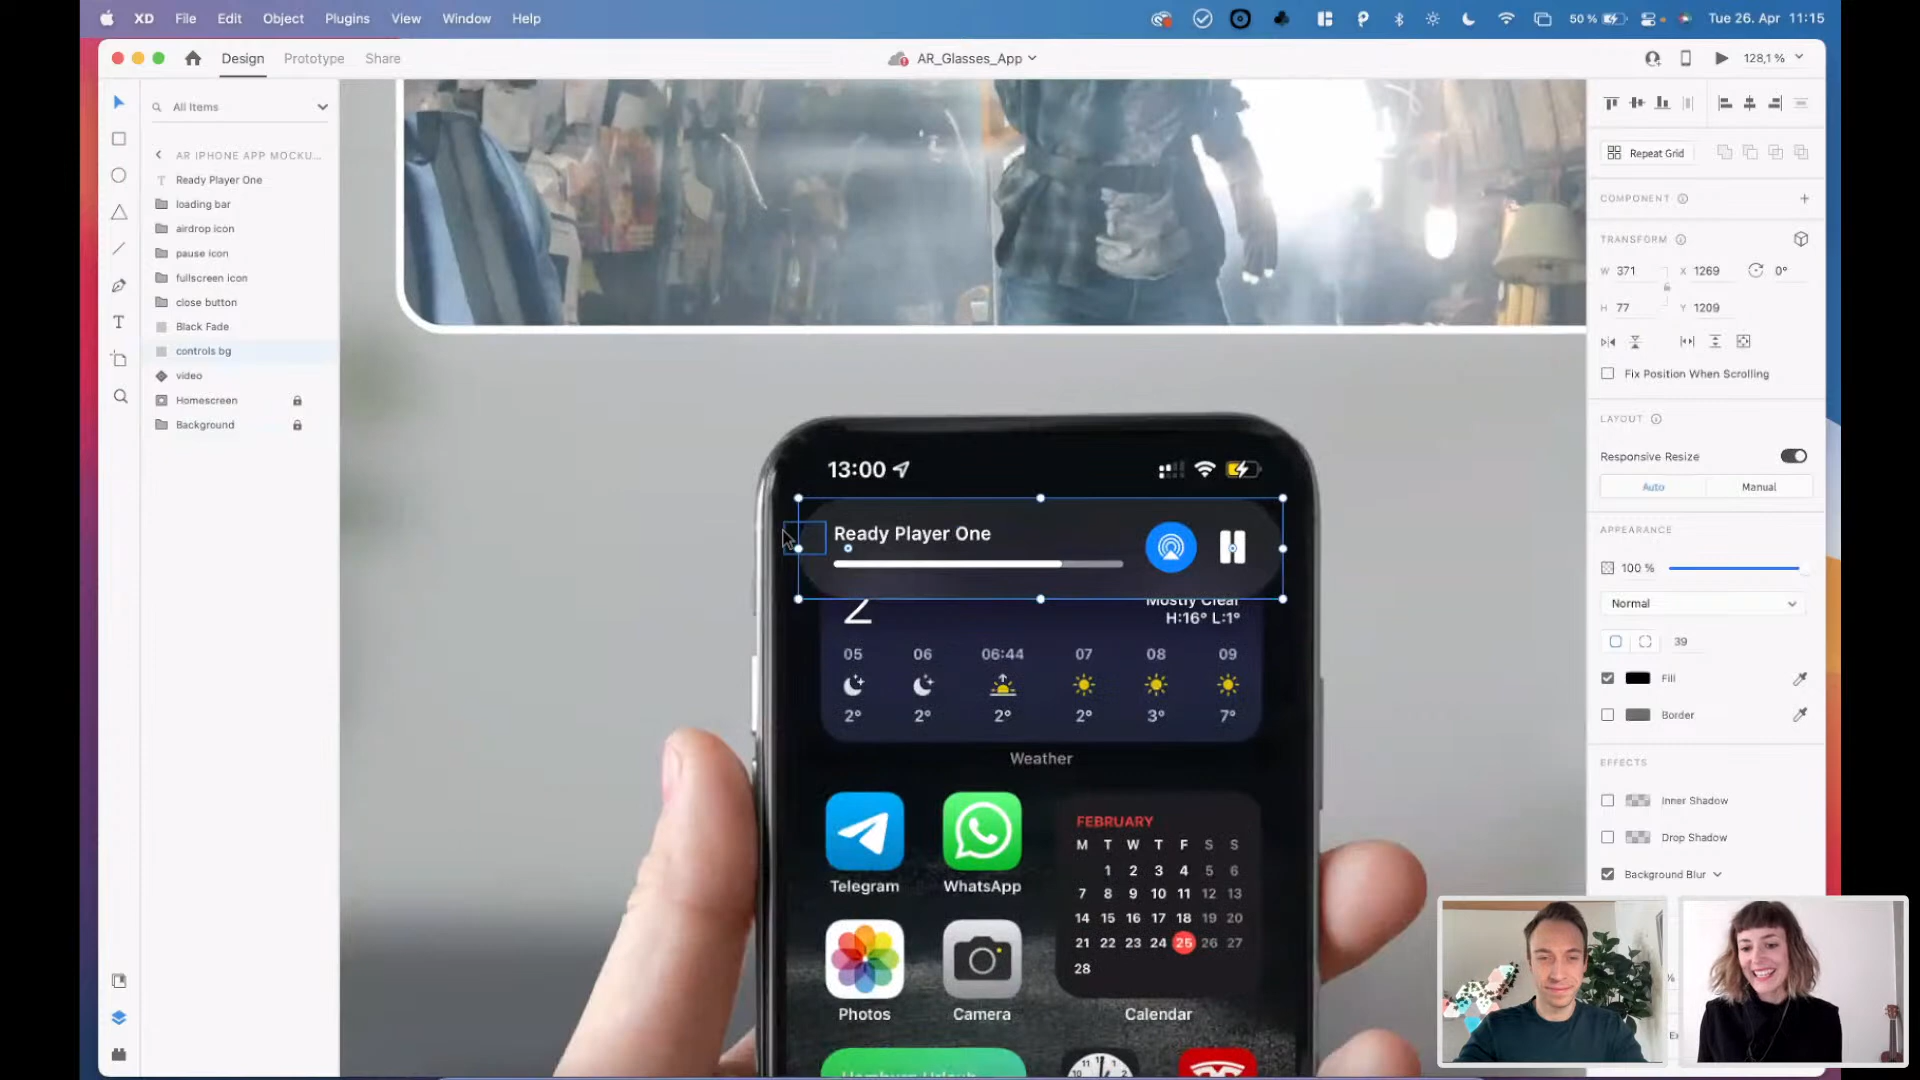 XD File Edit Object Plugins View Window Help
50 % Tue 26. Apr 11:15
Design Prototype Share
AR_Glasses_App
128,1 %
All Items
AR IPHONE APP MOCKU...
Ready Player One
loading bar
airdrop icon
pause icon
fullscreen icon
close button
Black Fade
controls bg
video
Homescreen
Background
13:00
Ready Player One
Mostly Clear
H:16° L:1°
05 06 06:44 07 08 09
2° 2° 2° 2° 3° 7°
Weather
Telegram
WhatsApp
FEBRUARY
M T W T F S S
1 2 3 4 5 6
7 8 9 10 11 12 13
14 15 16 17 18 19 20
21 22 23 24 25 26 27
28
Photos
Camera
Calendar
Repeat Grid
COMPONENT
TRANSFORM
W 371 X 1269 0°
H 77 Y 1209
Fix Position When Scrolling
LAYOUT
Responsive Resize
Auto Manual
APPEARANCE
100 %
Normal
39
Fill
Border
EFFECTS
Inner Shadow
Drop Shadow
Background Blur